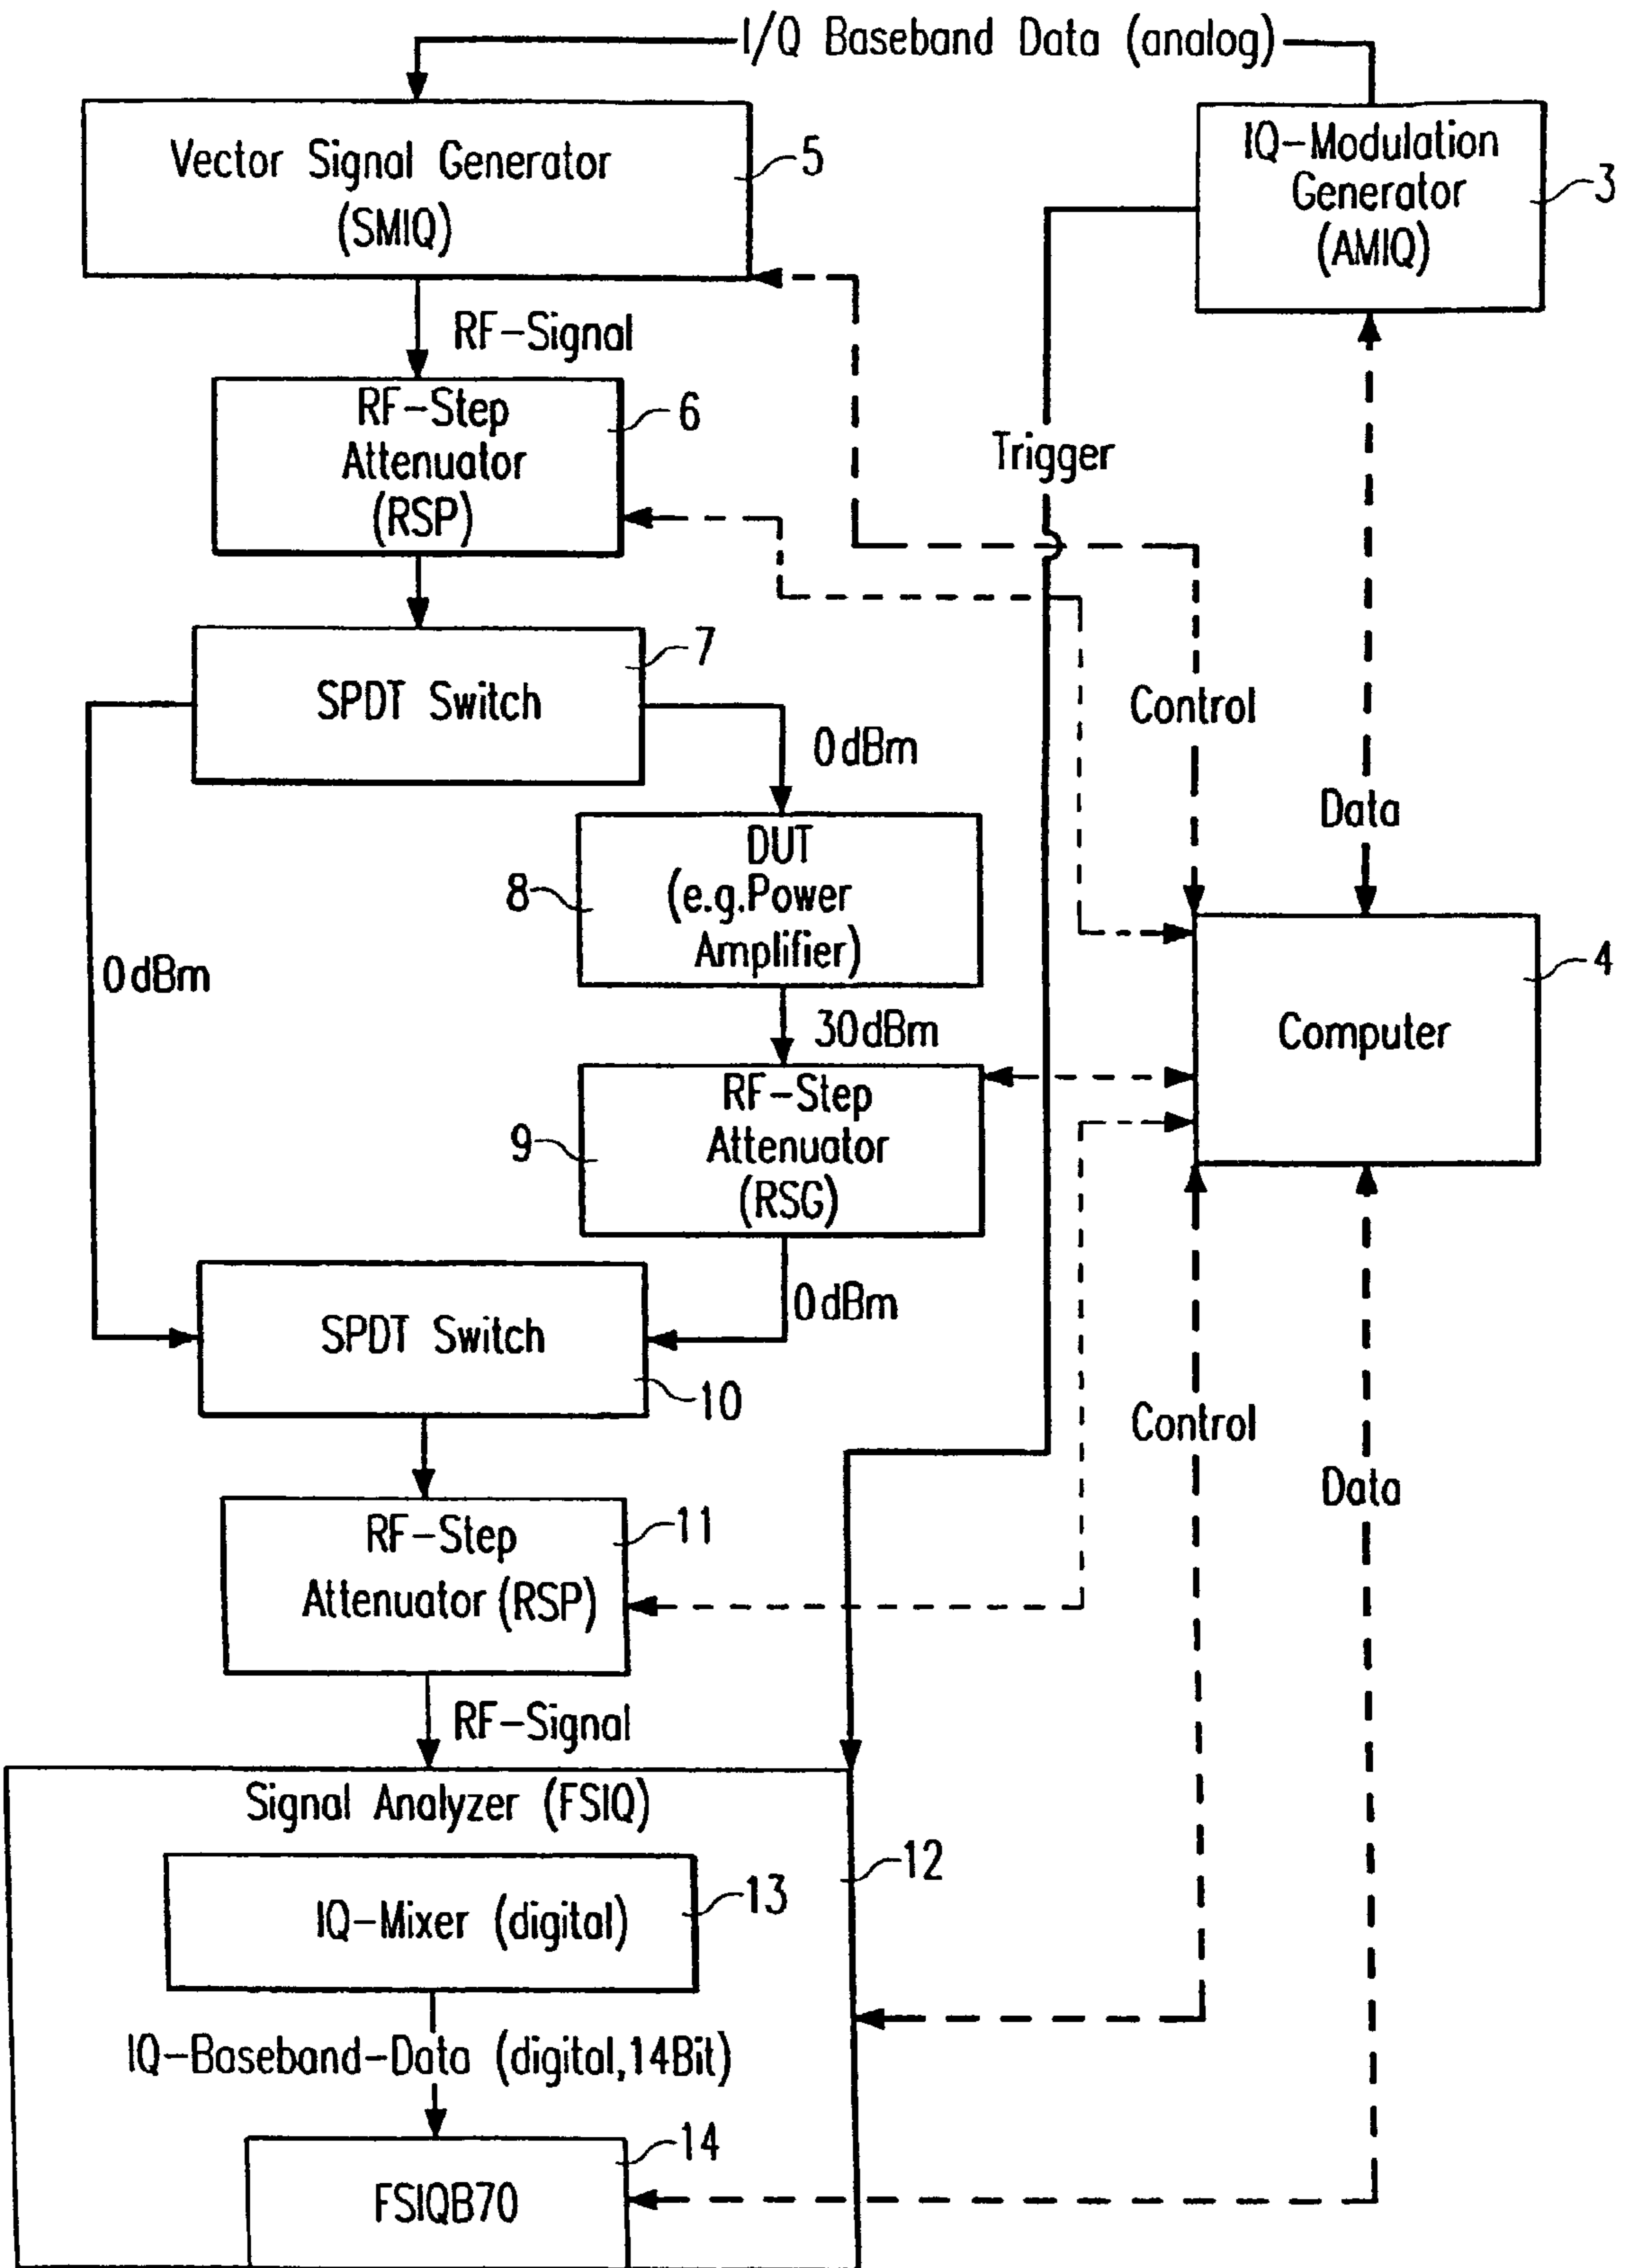 I/Q Baseband Data (analog)
Vector Signal Generator
(SMIQ)
5
IQ-Modulation
Generator
(AMIQ)
3
RF-Signal
RF-Step
Attenuator
(RSP)
6
Trigger
SPDT Switch
7
Control
0dBm
Data
DUT
(e.g.Power
Amplifier)
8
0dBm
4
Computer
30dBm
RF-Step
Attenuator
(RSG)
9
0dBm
SPDT Switch
10
Control
Data
RF-Step
Attenuator (RSP)
11
RF-Signal
Signal Analyzer (FSIQ)
12
IQ-Mixer (digital)
13
IQ-Baseband-Data (digital,14Bit)
14
FSIQB70